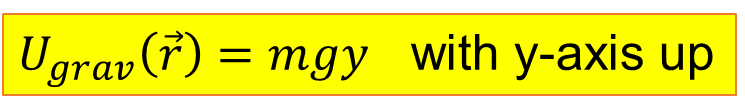 U_grav(r⃗) = mgy with y-axis up